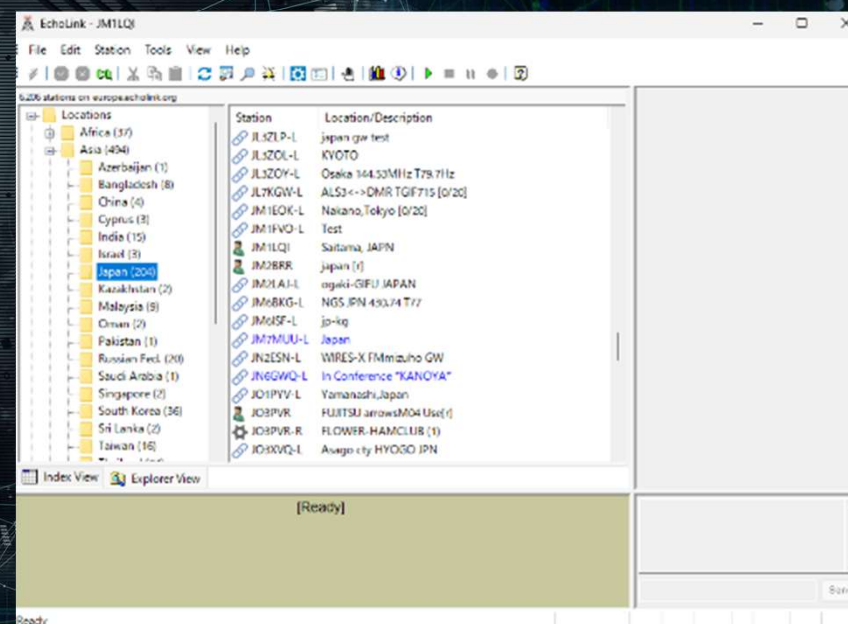 EchoLink - JM1LQI
File Edit Station Tools View Help
6,206 stations on europe.echolink.org
Locations
Africa (37)
Asia (494)
Azerbaijan (1)
Bangladesh (8)
China (4)
Cyprus (3)
India (15)
Israel (3)
Japan (204)
Kazakhstan (2)
Malaysia (9)
Oman (2)
Pakistan (1)
Russian Fed. (20)
Saudi Arabia (1)
Singapore (2)
South Korea (36)
Sri Lanka (2)
Taiwan (16)
Station Location/Description
JL3ZLP-L japan gw test
JL3ZOL-L KYOTO
JL3ZOY-L Osaka 144.53MHz T79.7Hz
JL7KGW-L ALS3<->DMR TGIF715 [0/20]
JM1EOK-L Nakano,Tokyo [0/20]
JM1FVO-L Test
JM1LQI Saitama, JAPN
JM2BRR japan [r]
JM2LAJ-L ogaki-GIFU JAPAN
JM6BKG-L NGS JPN 430.74 T77
JM6ISF-L jp-kg
JM7MUU-L Japan
JN2ESN-L WIRES-X FMmizuho GW
JN6GWQ-L In Conference *KANOYA*
JO1PYV-L Yamanashi,Japan
JO3PVR FUJITSU arrowsM04 Use[r]
JO3PVR-R FLOWER-HAMCLUB (1)
JO3XVQ-L Asago cty HYOGO JPN
Index View Explorer View
[Ready]
Ready